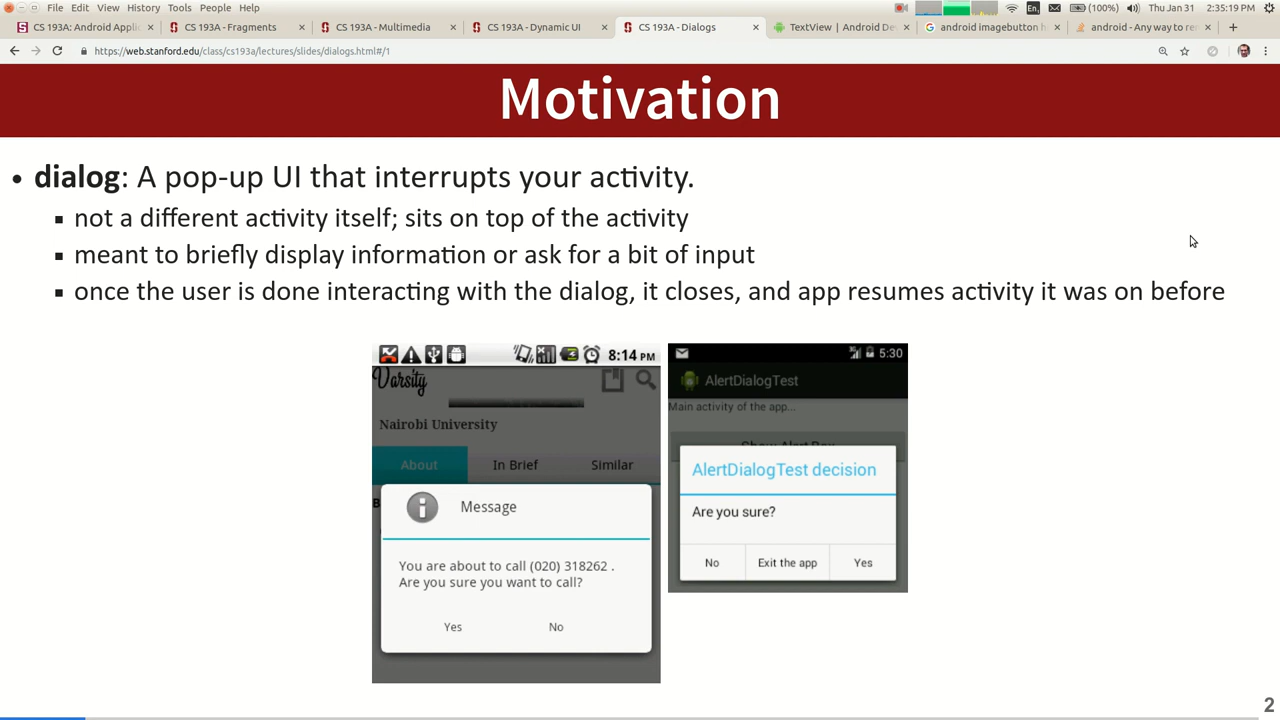 File Edit View History Tools People Help
En (100%) Thu Jan 31 2:35:19 PM
CS 193A: Android Applic
CS 193A - Fragments
CS 193A - Multimedia
CS 193A - Dynamic UI
CS 193A - Dialogs
TextView | Android De
android imagebutton h
android - Any way to re
https://web.stanford.edu/class/cs193a/lectures/slides/dialogs.html#/1
Motivation
• dialog: A pop-up UI that interrupts your activity.
▪ not a different activity itself; sits on top of the activity
▪ meant to briefly display information or ask for a bit of input
▪ once the user is done interacting with the dialog, it closes, and app resumes activity it was on before
8:14 PM
Varsity
Nairobi University
About In Brief Similar
Message
You are about to call (020) 318262 .
Are you sure you want to call?
Yes No
3G 5:30
AlertDialogTest
Main activity of the app...
Show Alert Box
AlertDialogTest decision
Are you sure?
No Exit the app Yes
2